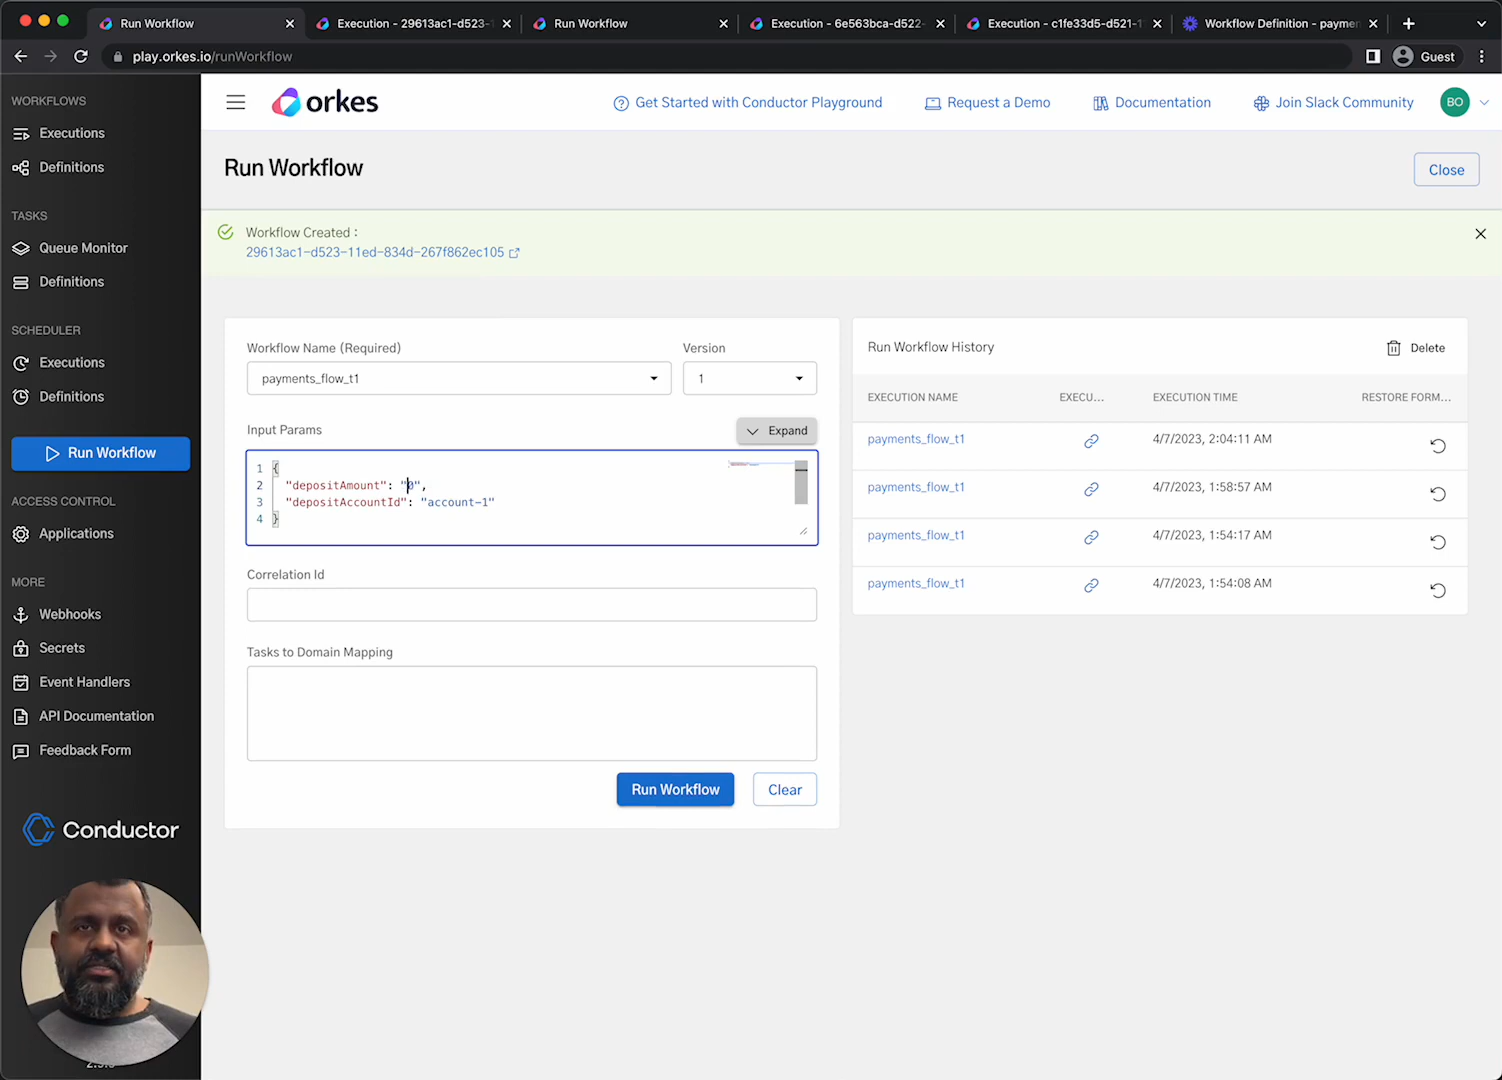 Run Workflow
Execution - 29613ac1-d523-1
Run Workflow
Execution - 6e563bca-d522-
Execution - c1fe33d5-d521-1
Workflow Definition - paymen
play.orkes.io/runWorkflow
Guest
WORKFLOWS
Executions
Definitions
TASKS
Queue Monitor
Definitions
SCHEDULER
Executions
Definitions
Run Workflow
ACCESS CONTROL
Applications
MORE
Webhooks
Secrets
Event Handlers
API Documentation
Feedback Form
Conductor
orkes
Get Started with Conductor Playground
Request a Demo
Documentation
Join Slack Community
BO
Run Workflow
Close
Workflow Created :
29613ac1-d523-11ed-834d-267f862ec105
Workflow Name (Required)
Version
payments_flow_t1
1
Input Params
Expand
1 {
2 "depositAmount": "0",
3 "depositAccountId": "account-1"
4 }
Correlation Id
Tasks to Domain Mapping
Run Workflow
Clear
Run Workflow History
Delete
EXECUTION NAME EXECU... EXECUTION TIME RESTORE FORM...
payments_flow_t1 4/7/2023, 2:04:11 AM
payments_flow_t1 4/7/2023, 1:58:57 AM
payments_flow_t1 4/7/2023, 1:54:17 AM
payments_flow_t1 4/7/2023, 1:54:08 AM